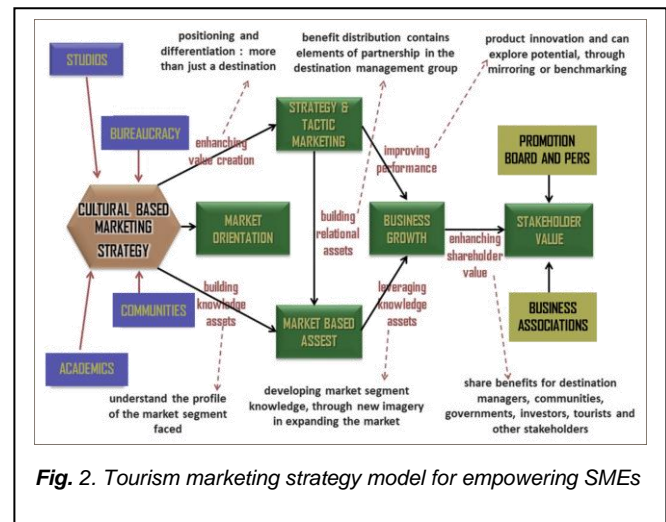 positioning and
differentiation : more
than just a destination
benefit distribution contains
elements of partnership in the
destination management group
product innovation and can
explore potential, through
mirroring or benchmarking
STUDIOS
BUREAUCRACY
enhanching
value creation
STRATEGY &
TACTIC MARKETING
improving
performance
PROMOTION
BOARD AND PERS
CULTURAL BASED
MARKETING
STRATEGY
MARKET
ORIENTATION
building
relational
assets
BUSINESS
GROWTH
enhancing
shareholder
value
STAKEHOLDER
VALUE
COMMUNITIES
building
knowledge
assets
MARKET BASED
ASSEST
leveraging
knowledge
assets
BUSINESS
ASSOCIATIONS
ACADEMICS
understand the profile
of the market segment
faced
developing market segment
knowledge, through new imagery
in expanding the market
share benefits for destination
managers, communities,
governments, investors, tourists and
other stakeholders
Fig. 2. Tourism marketing strategy model for empowering SMEs